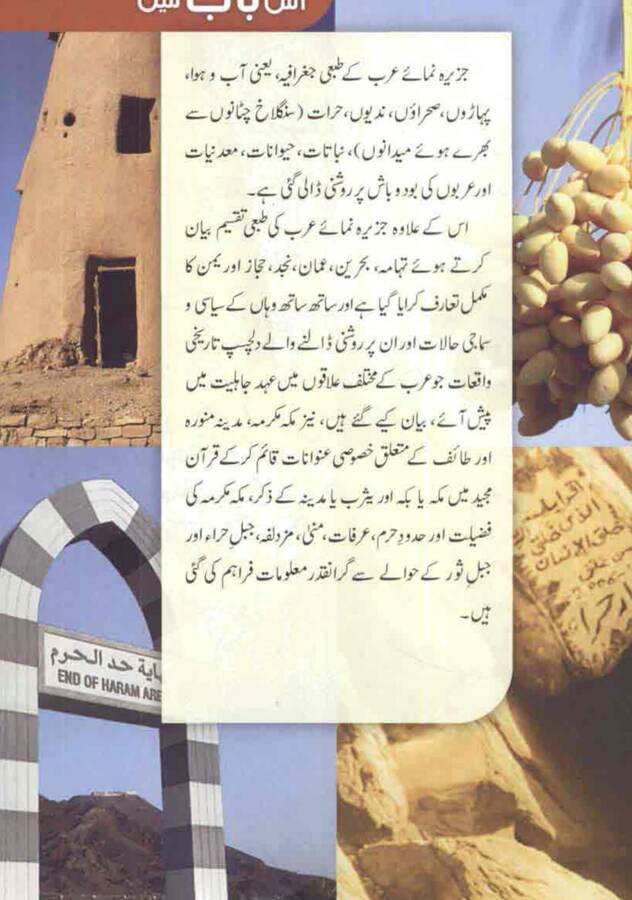 اس باب میں
جزیرہ نمائے عرب کے طبعی جغرافیہ، یعنی آب و ہوا،
پہاڑوں، صحراؤں، ندیوں، حرات (سنگلاخ چٹانوں سے
بھرے ہوئے میدانوں)، نباتات، حیوانات، معدنیات
اور عربوں کی بود و باش پر روشنی ڈالی گئی ہے۔
اس کے علاوہ جزیرہ نمائے عرب کی طبعی تقسیم بیان
کرتے ہوئے تہامہ، بحرین، عمان، نجد، حجاز اور یمن کا
مکمل تعارف کرایا گیا ہے اور ساتھ ساتھ وہاں کے سیاسی و
سماجی حالات اور ان پر روشنی ڈالنے والے دلچسپ تاریخی
واقعات جو عرب کے مختلف علاقوں میں عہد جاہلیت میں
پیش آئے، بیان کیے گئے ہیں، نیز مکہ مکرمہ، مدینہ منورہ
اور طائف کے متعلق خصوصی عنوانات قائم کرکے قرآن
مجید میں مکہ یا بکہ اور یثرب یا مدینہ کے ذکر، مکہ مکرمہ کی
فضیلت اور حدودِ حرم، عرفات، منیٰ، مزدلفہ، جبلِ حراء اور
جبلِ ثور کے حوالے سے گرانقدر معلومات فراہم کی گئی
ہیں۔
حد الحرم
END OF HARAM
اقرا
الذي
الانسان